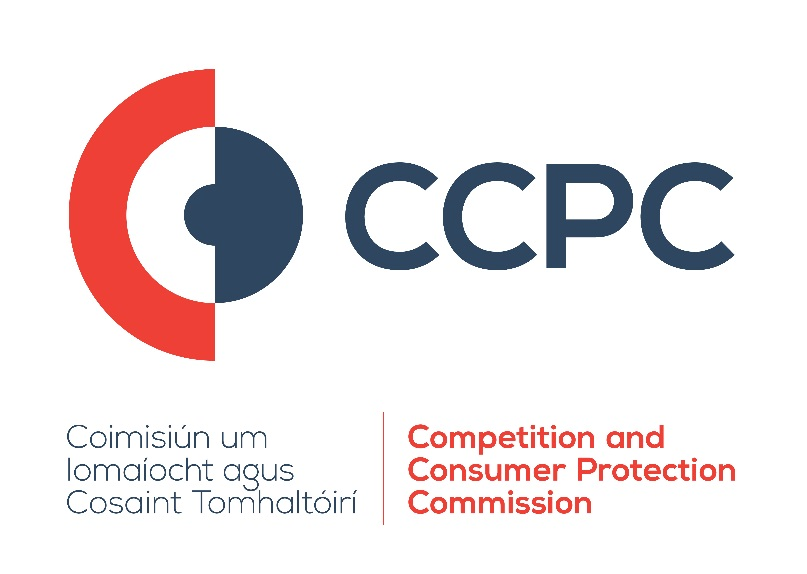 CCPC
Coimisiún um
Iomaíocht agus
Cosaint Tomhaltóirí
Competition and
Consumer Protection
Commission